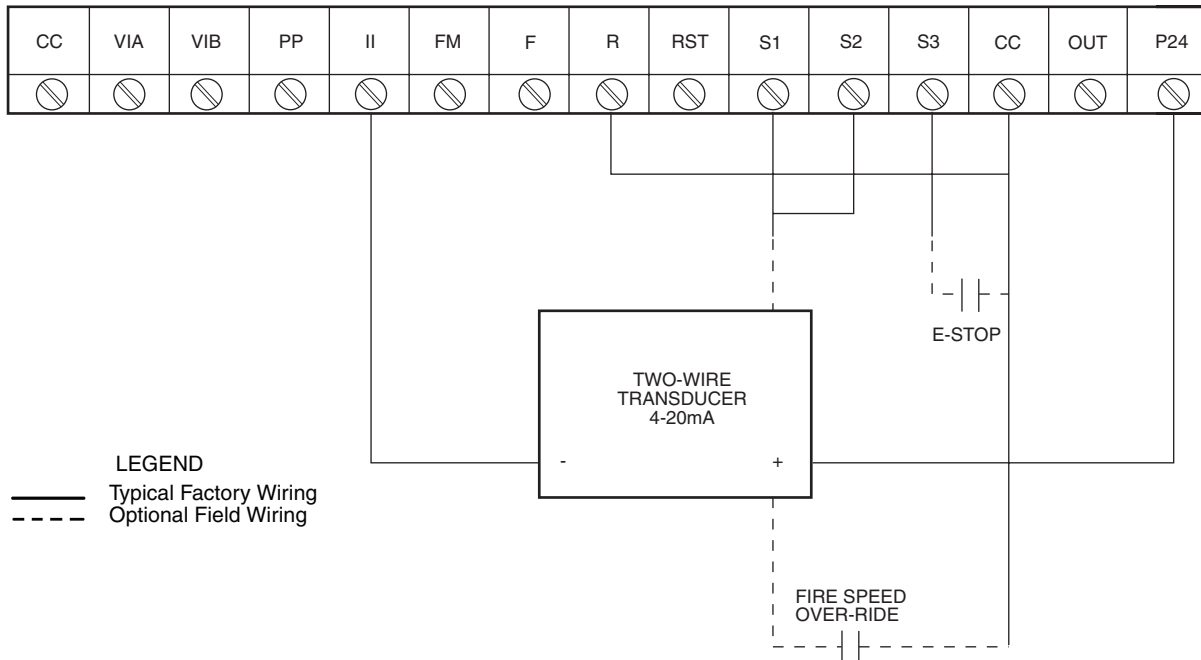 CC VIA VIB PP II FM F R RST S1 S2 S3 CC OUT P24
E-STOP
TWO-WIRE
TRANSDUCER
4-20mA
- +
LEGEND
Typical Factory Wiring
Optional Field Wiring
FIRE SPEED
OVER-RIDE